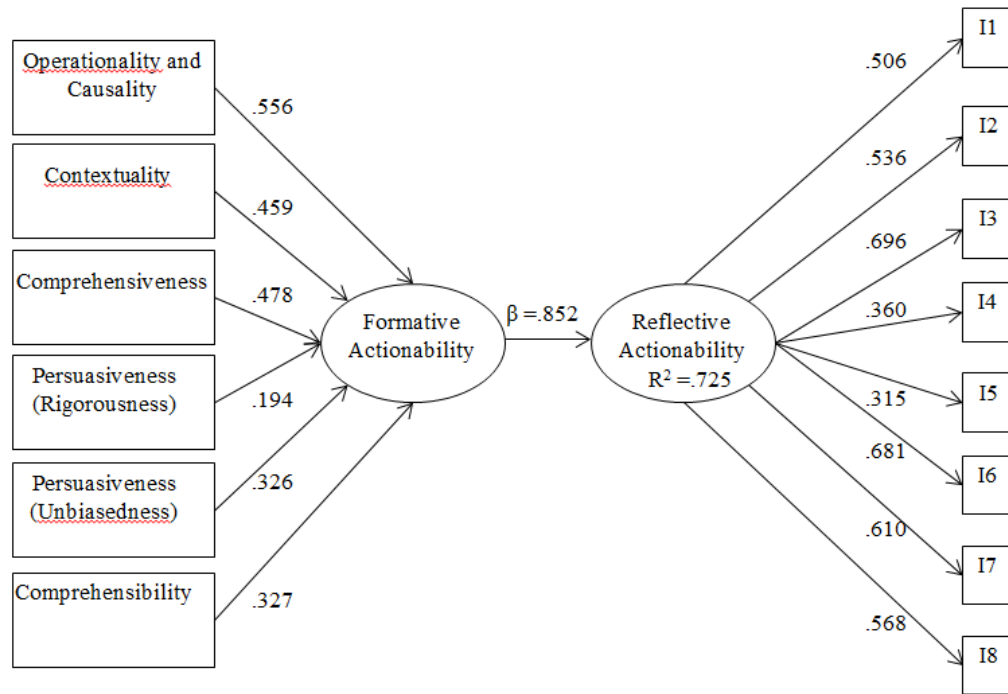 Operationality and
Causality
Contextuality
Comprehensiveness
Persuasiveness
(Rigorousness)
Persuasiveness
(Unbiasedness)
Comprehensibility
.556
.459
.478
.194
.326
.327
Formative
Actionability
β =.852
Reflective
Actionability
R² =.725
.506
.536
.696
.360
.315
.681
.610
.568
I1
I2
I3
I4
I5
I6
I7
I8